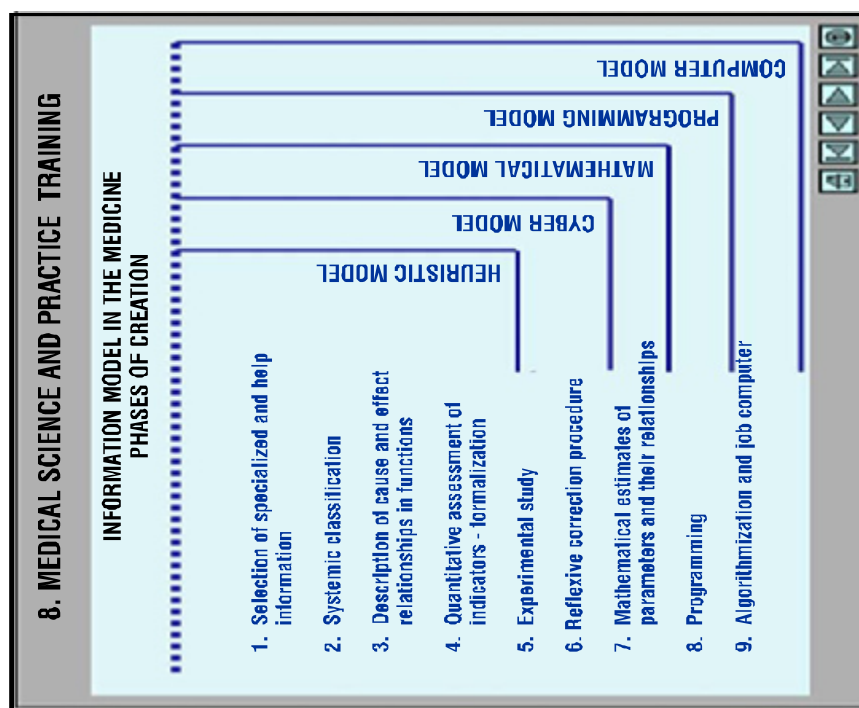 8. MEDICAL SCIENCE AND PRACTICE TRAINING
INFORMATION MODEL IN THE MEDICINE
PHASES OF CREATION
1. Selection of specialized and help
information
2. Systemic classification
3. Description of cause and effect
relationships in functions
4. Quantitative assessment of
indicators - formalization
5. Experimental study
6. Reflexive correction procedure
7. Mathematical estimates of
parameters and their relationships
8. Programming
9. Algorithmization and job computer
HEURISTIC MODEL
CYBER MODEL
MATHEMATICAL MODEL
PROGRAMMING MODEL
COMPUTER MODEL